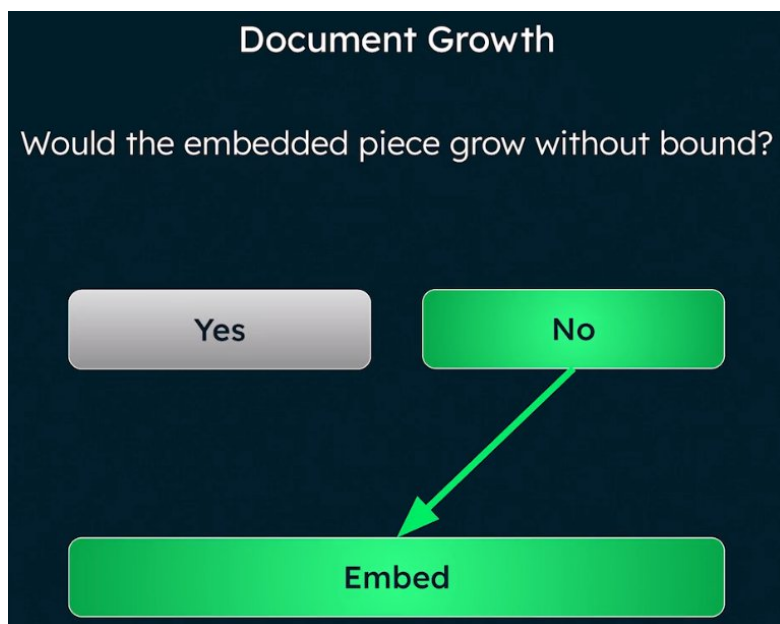 Document Growth
Would the embedded piece grow without bound?
Yes
No
Embed